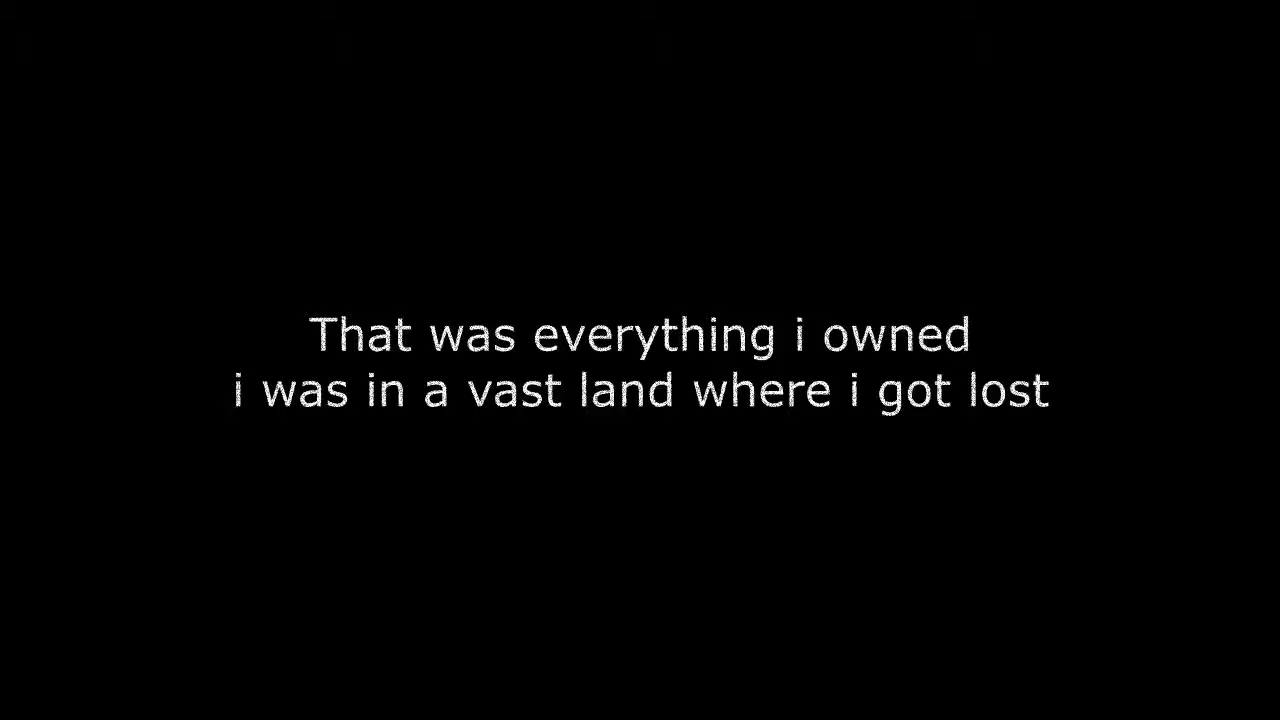 That was everything i owned
i was in a vast land where i got lost